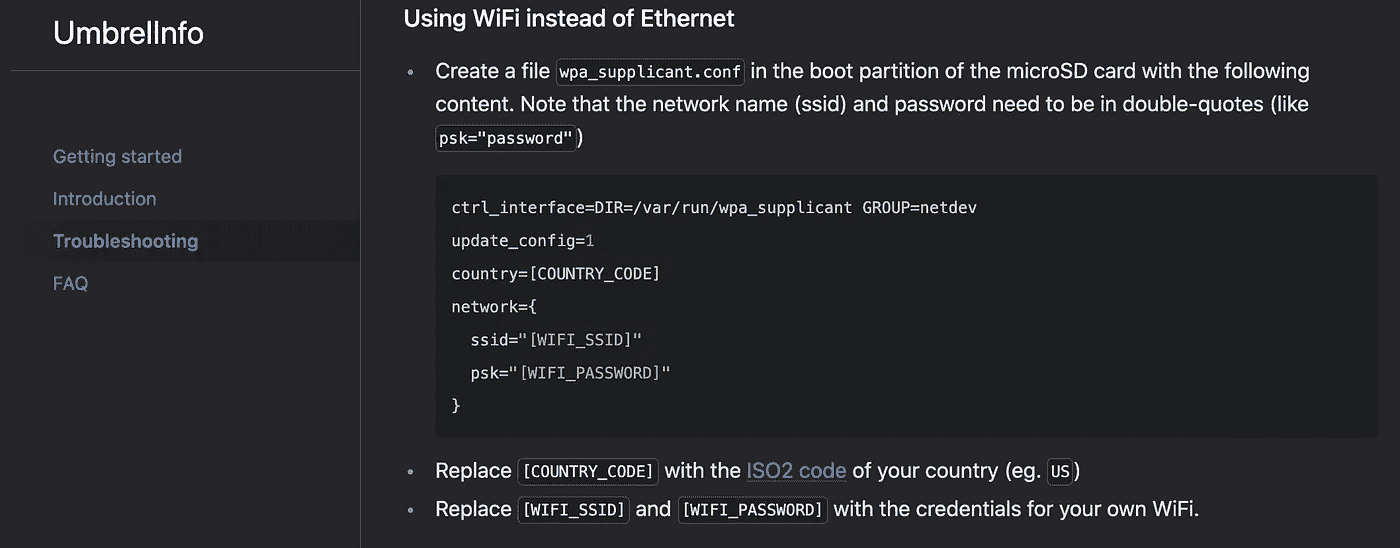 UmbrelInfo
Getting started
Introduction
Troubleshooting
FAQ
Using WiFi instead of Ethernet
Create a file wpa_supplicant.conf in the boot partition of the microSD card with the following
content. Note that the network name (ssid) and password need to be in double-quotes (like
psk="password")
ctrl_interface=DIR=/var/run/wpa_supplicant GROUP=netdev
update_config=1
country=[COUNTRY_CODE]
network={
  ssid="[WIFI_SSID]"
  psk="[WIFI_PASSWORD]"
}
Replace [COUNTRY_CODE] with the ISO2 code of your country (eg. US)
Replace [WIFI_SSID] and [WIFI_PASSWORD] with the credentials for your own WiFi.